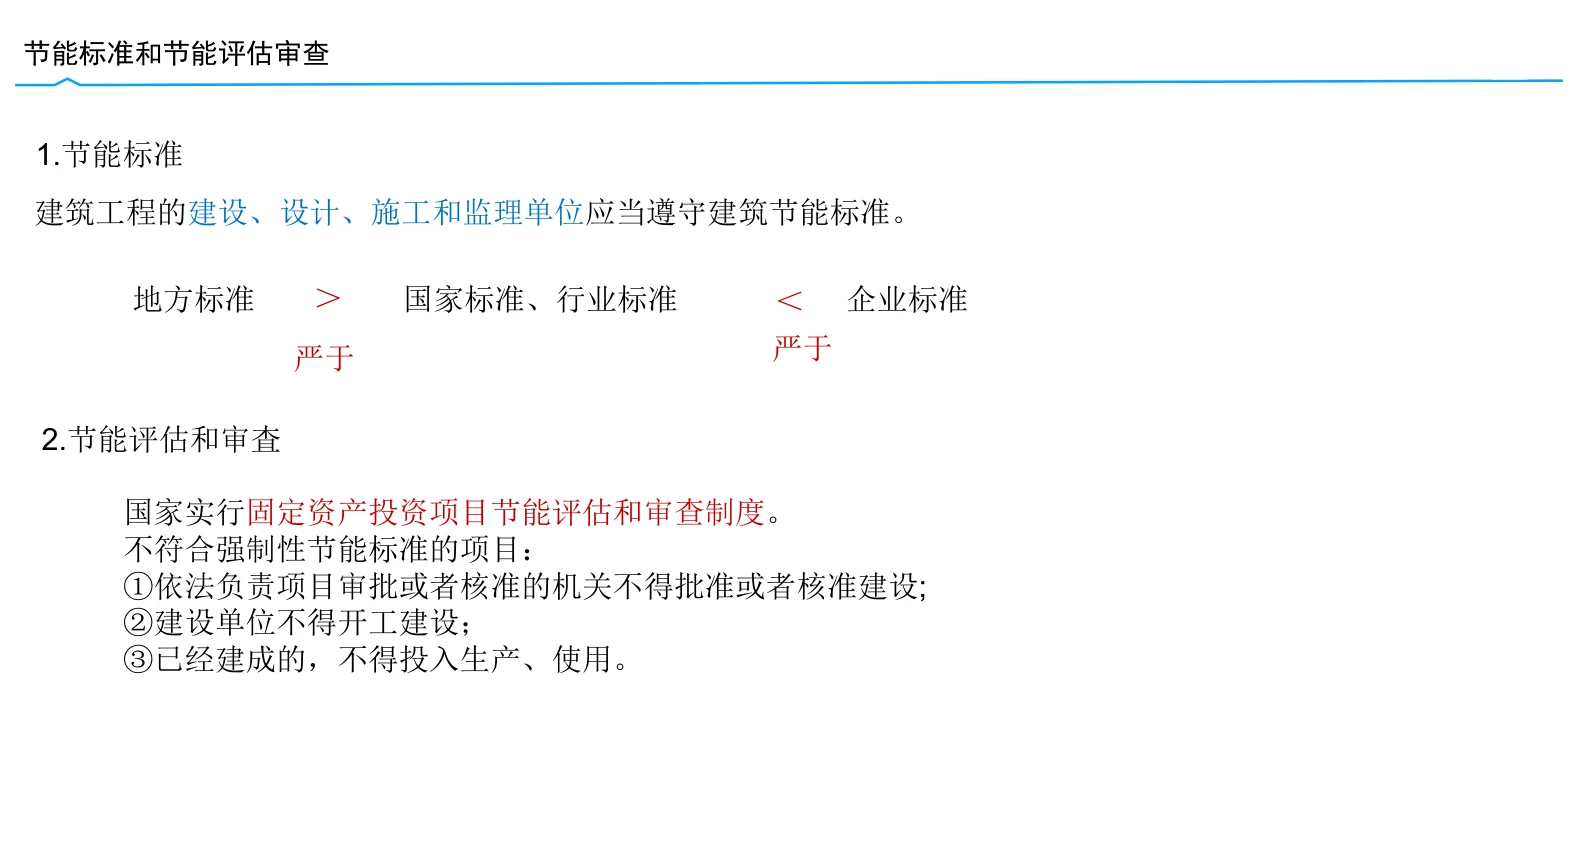 节能标准和节能评估审查
1.节能标准
建筑工程的建设、设计、施工和监理单位应当遵守建筑节能标准。
地方标准 > 国家标准、行业标准 < 企业标准
严于 严于
2.节能评估和审查
国家实行固定资产投资项目节能评估和审查制度。
不符合强制性节能标准的项目：
①依法负责项目审批或者核准的机关不得批准或者核准建设;
②建设单位不得开工建设；
③已经建成的，不得投入生产、使用。